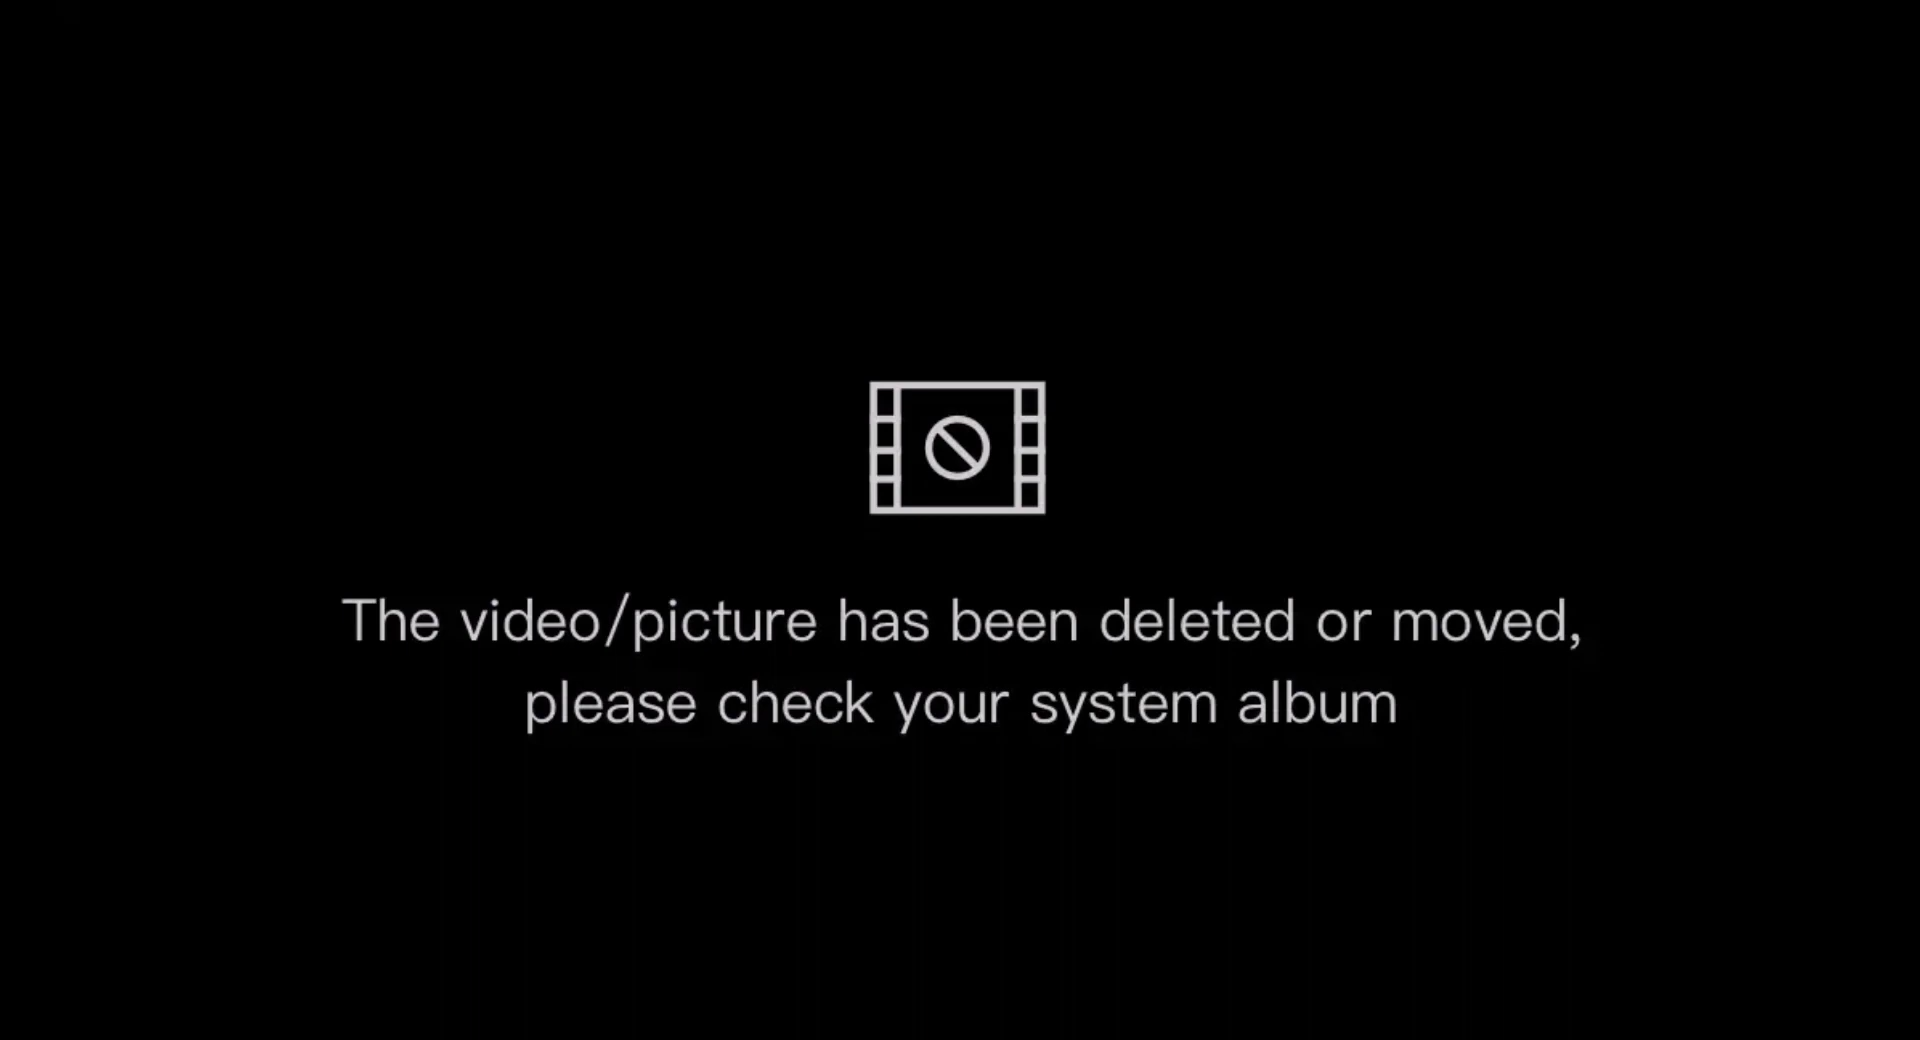 The video/picture has been deleted or moved,
please check your system album